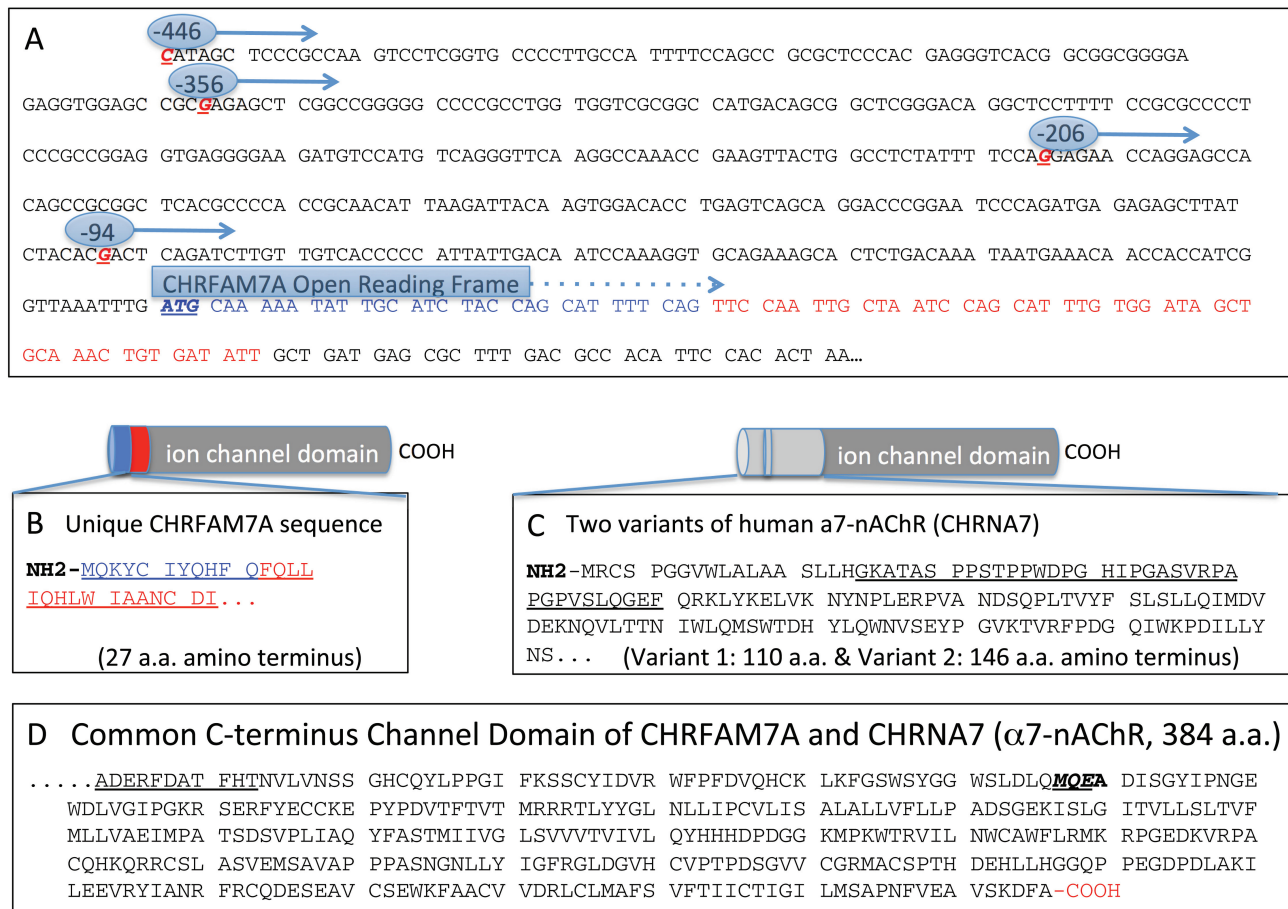 A
-446
CATAGC TCCCGCCAA GTCCTCGGTG CCCCTTGCCA TTTTCCAGCC GCGCTCCCAC GAGGGTCACG GCGGCGGGGA
-356
GAGGTGGAGC CGCGAGAGCT CGGCCGGGGG CCCCGCCTGG TGGTCGCGGC CATGACAGCG GCTCGGGACA GGCTCCTTTT CCGCGCCCCT
-206
CCCGCCGGAG GTGAGGGGAA GATGTCCATG TCAGGGTTCA AGGCCAAACC GAAGTTACTG GCCTCTATTT TTCCAGGAGAA CCAGGAGCCA
CAGCCGCGGC TCACGCCCCA CCGCAACATT TAAGATTACA AGTGGACACC TGAGTCAGCA GGACCCGGAA TCCCAGATGA GAGAGCTTAT
-94
CTACACGACT CAGATCTTGT TGTCACCCCC ATTATTGACA ATCCAAAGGT GCAGAAAGCA CTCTGACAAA TAATGAAACA ACCACCATCG
CHRFAM7A Open Reading Frame
GTTAAATTTG ATG CAA AAA TAT TGC ATC TAC CAG CAT TTT CAG TTC CAA TTG CTA ATC CAG CAT TTG TGG ATA GCT
GCA AAC TGT GAT ATT GCT GAT GAG CGC TTT GAC GCC ACA TTC CAC ACT AA…
ion channel domain COOH
ion channel domain COOH
B Unique CHRFAM7A sequence
NH2-MQKYC IYQHF QFQLL
IQHLW IAANC DI...
(27 a.a. amino terminus)
C Two variants of human a7-nAChR (CHRNA7)
NH2-MRCS PGGVWLALAA SLLHGKATAS PPSTPPWDPG HIPGASVRPA
PGPVSLQGEF QRKLYKELVK NYNPLERPVA NDSQPLTVYF SLSLLQIMDV
DEKNQVLTTN IWLQMSWTDH YLQWNVSEYP GVKTVRFPDG QIWKPDILLY
NS... (Variant 1: 110 a.a. & Variant 2: 146 a.a. amino terminus)
D Common C-terminus Channel Domain of CHRFAM7A and CHRNA7 (α7-nAChR, 384 a.a.)
.....ADERFDAT FHTNVLVNSS GHCQYLPPGI FKSSCYIDVR WFPFDVQHCK LKFGSWSYGG WSLDLQMQEA DISGYIPNGE
WDLVGIPGKR SERFYECCKE PYPDVTFTVT MRRRTLYYGL NLLIPCVLIS ALALLVFLLP ADSGEKISLG ITVLLSLTVF
MLLVAEIMPA TSDSVPLIAQ YFASTMIIVG LSVVVTVIVL QYHHHDPDGG KMPKWTRVIL NWCAWFLRMK RPGEDKVRPA
CQHKQRRCSL ASVEMSAVAP PPASNGNLLY IGFRGLDGVH CVPTPDSGVV CGRMACSPTH DEHLLHGGQP PEGDPDLAKI
LEEVRYIANR FRCQDESEAV CSEWKFAACV VDRLCLMAFS VFTIICTIGI LMSAPNFVEA VSKDFA-COOH